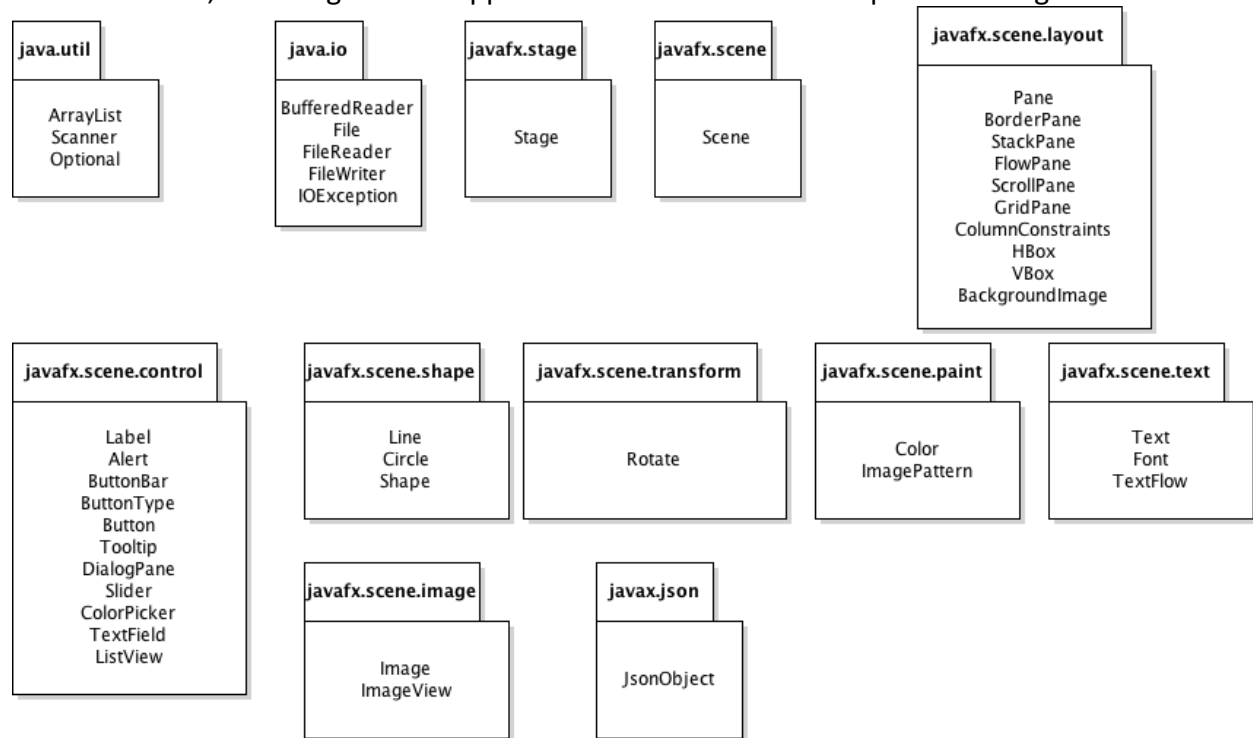 java.util
ArrayList
Scanner
Optional
java.io
BufferedReader
File
FileReader
FileWriter
IOException
javafx.stage
Stage
javafx.scene
Scene
javafx.scene.layout
Pane
BorderPane
StackPane
FlowPane
ScrollPane
GridPane
ColumnConstraints
HBox
VBox
BackgroundImage
javafx.scene.control
Label
Alert
ButtonBar
ButtonType
Button
Tooltip
DialogPane
Slider
ColorPicker
TextField
ListView
javafx.scene.shape
Line
Circle
Shape
javafx.scene.transform
Rotate
javafx.scene.paint
Color
ImagePattern
javafx.scene.text
Text
Font
TextFlow
javafx.scene.image
Image
ImageView
javax.json
JsonObject